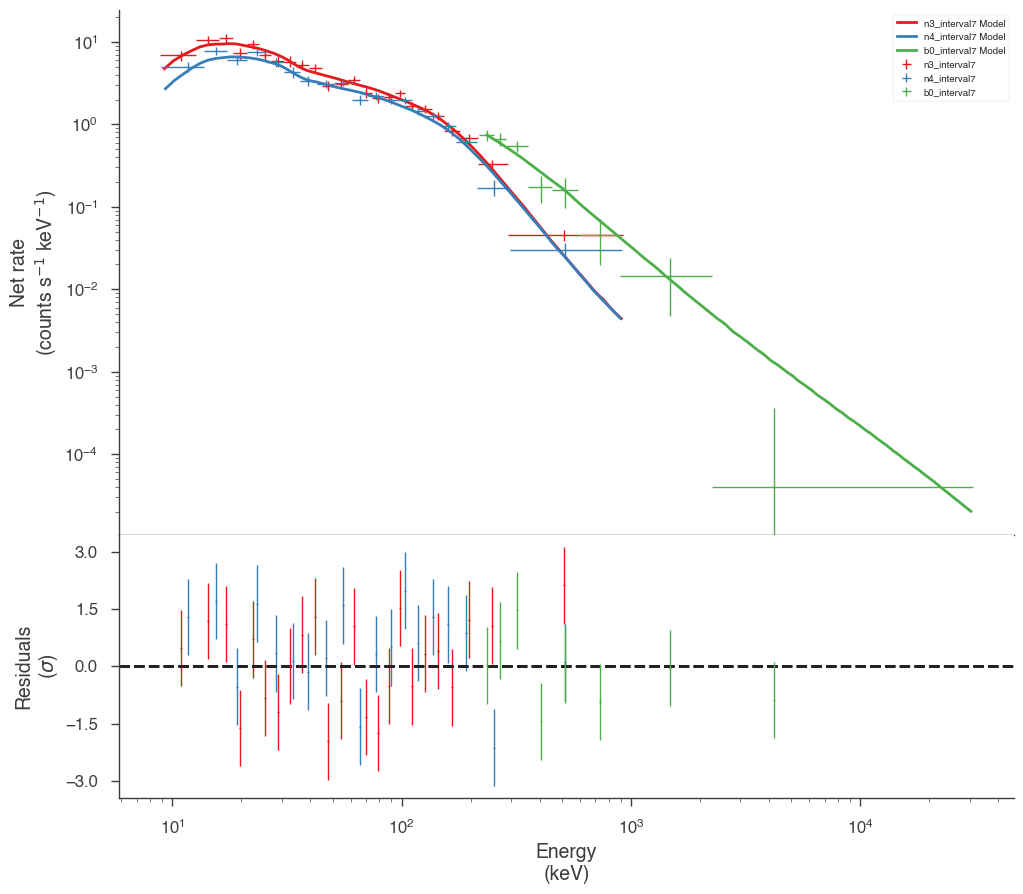 n3_interval7 Model
n4_interval7 Model
b0_interval7 Model
n3_interval7
n4_interval7
b0_interval7
Net rate
(counts s⁻¹ keV⁻¹)
10¹
10⁰
10⁻¹
10⁻²
10⁻³
10⁻⁴
Residuals
(σ)
3.0
1.5
0.0
−1.5
−3.0
10¹ 10² 10³ 10⁴
Energy
(keV)